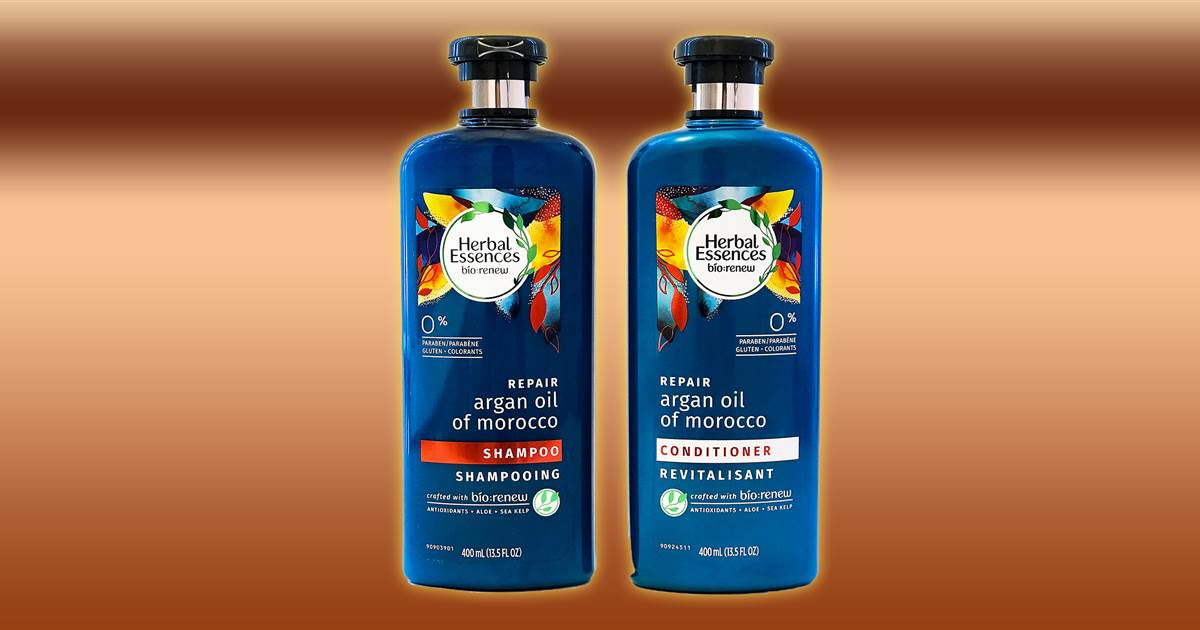 Herbal
Essences
bio:renew
0%
PARABEN/PARABÈNE
GLUTEN • COLORANTS
REPAIR
argan oil
of morocco
SHAMPOO
SHAMPOOING
crafted with bio:renew
ANTIOXIDANTS • ALOE • SEA KELP
90903901
400 mL (13.5 FL OZ)
Herbal
Essences
bio:renew
0%
PARABEN/PARABÈNE
GLUTEN • COLORANTS
REPAIR
argan oil
of morocco
CONDITIONER
REVITALISANT
crafted with bio:renew
ANTIOXIDANTS • ALOE • SEA KELP
90924511
400 mL (13.5 FL OZ)